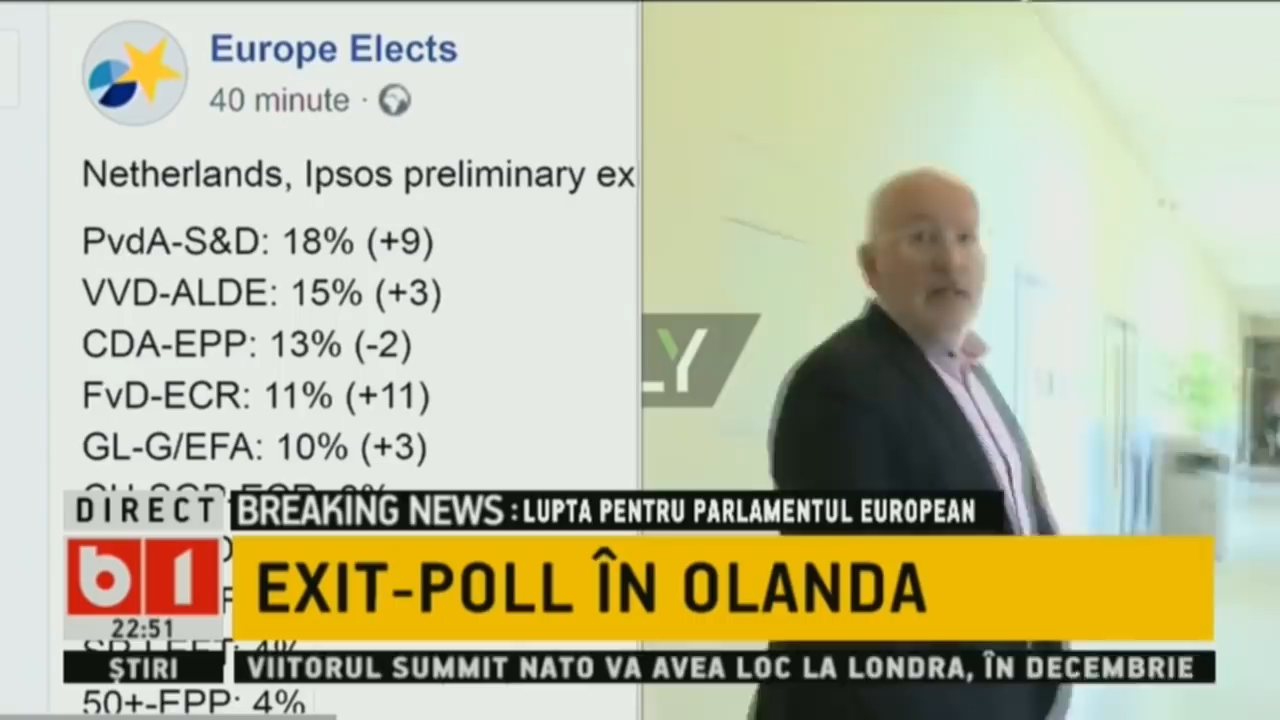 Europe Elects
40 minute ·
Netherlands, Ipsos preliminary ex
PvdA-S&D: 18% (+9)
VVD-ALDE: 15% (+3)
CDA-EPP: 13% (-2)
FvD-ECR: 11% (+11)
GL-G/EFA: 10% (+3)
LY
DIRECT
BREAKING NEWS: LUPTA PENTRU PARLAMENTUL EUROPEAN
b1
EXIT-POLL ÎN OLANDA
22:51
4%
ȘTIRI
VIITORUL SUMMIT NATO VA AVEA LOC LA LONDRA, ÎN DECEMBRIE
50+-EPP: 4%